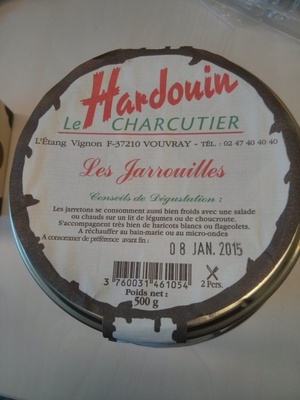 Hardouin
Le CHARCUTIER
L'Étang Vignon F-37210 VOUVRAY - TÉL. : 02 47 40 40 40
Les Jarrouilles
Conseils de Dégustation :
Les jarretons se consomment aussi bien froids avec une salade
ou chauds sur un lit de légumes ou de choucroute.
S'accompagnent très bien de haricots blancs ou flageolets.
A réchauffer au bain-marie ou au micro-ondes
A consommer de préférence avant fin :
08 JAN. 2015
3 760031 461054
Poids net :
500 g
2 Pers.